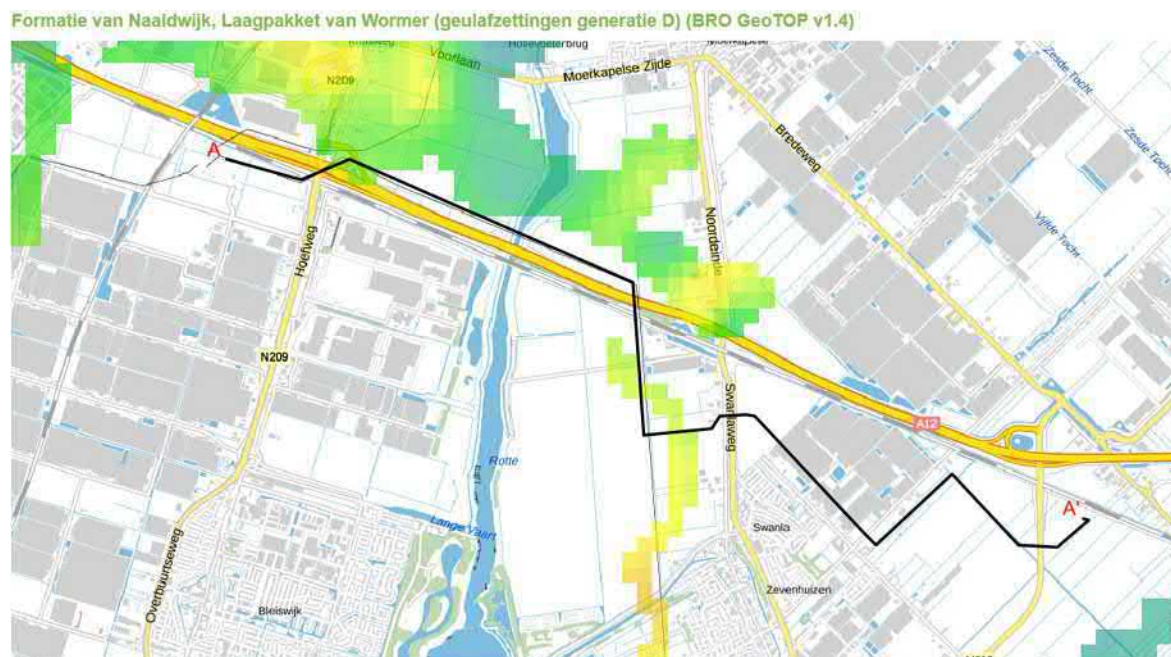 Formatie van Naaldwijk, Laagpakket van Wormer (geulafzettingen generatie D) (BRO GeoTOP v1.4)
Voorlaan
Moerkapelle
Moerkapelse Zijde
N209
Zesde Tocht
Zesde Tocht
Bredeweg
A
Vijfde Tocht
Noordeinde
Hoefweg
N209
A12
Swanlaweg
Rotte
A'
Lange Vaart
Swanla
Overbuurtseweg
Zevenhuizen
Bleiswijk